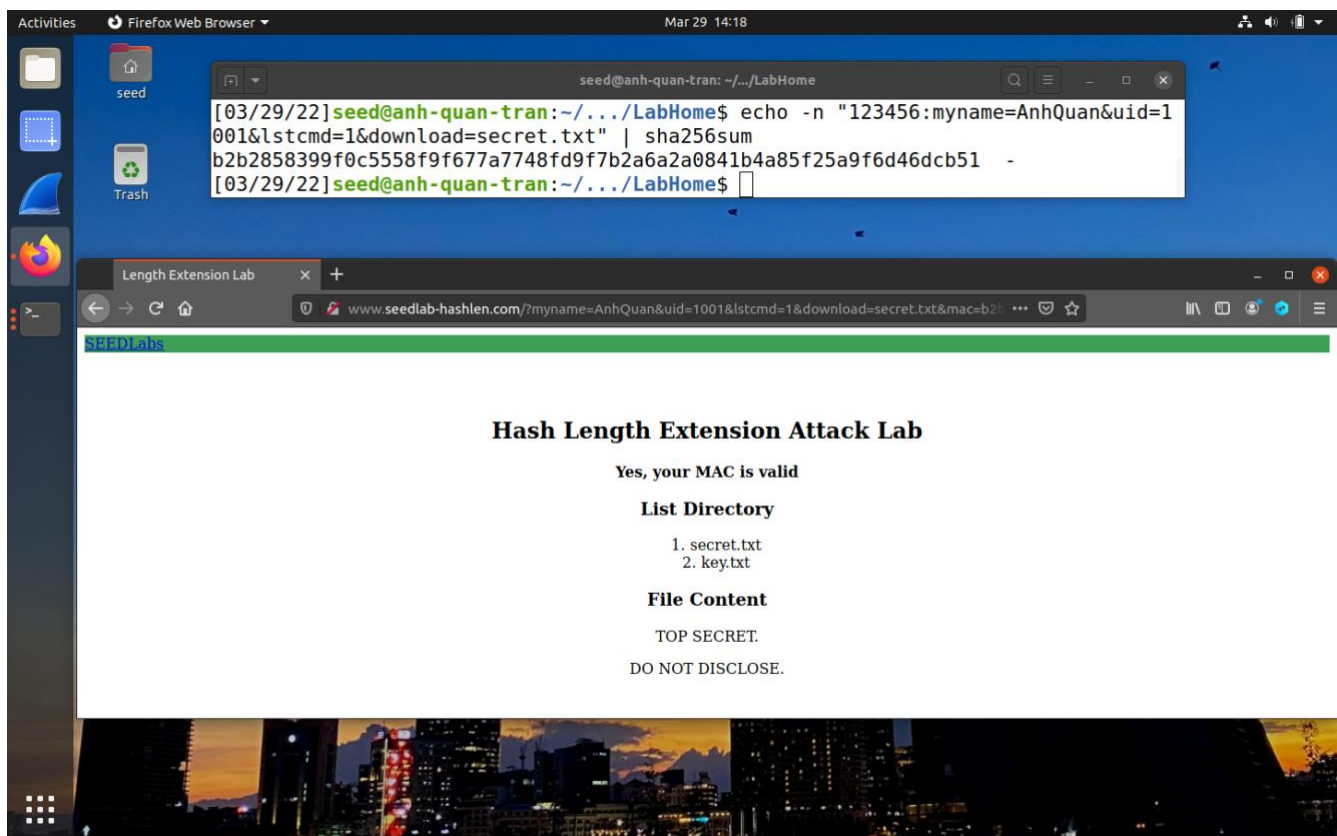 Activities Firefox Web Browser Mar 29 14:18
seed
Trash
seed@anh-quan-tran: ~/.../LabHome
[03/29/22]seed@anh-quan-tran:~/.../LabHome$ echo -n "123456:myname=AnhQuan&uid=1
001&lstcmd=1&download=secret.txt" | sha256sum
b2b2858399f0c5558f9f677a7748fd9f7b2a6a2a0841b4a85f25a9f6d46dcb51 -
[03/29/22]seed@anh-quan-tran:~/.../LabHome$
Length Extension Lab
www.seedlab-hashlen.com/?myname=AnhQuan&uid=1001&lstcmd=1&download=secret.txt&mac=b2
SEEDLabs
Hash Length Extension Attack Lab
Yes, your MAC is valid
List Directory
1. secret.txt
2. key.txt
File Content
TOP SECRET.
DO NOT DISCLOSE.